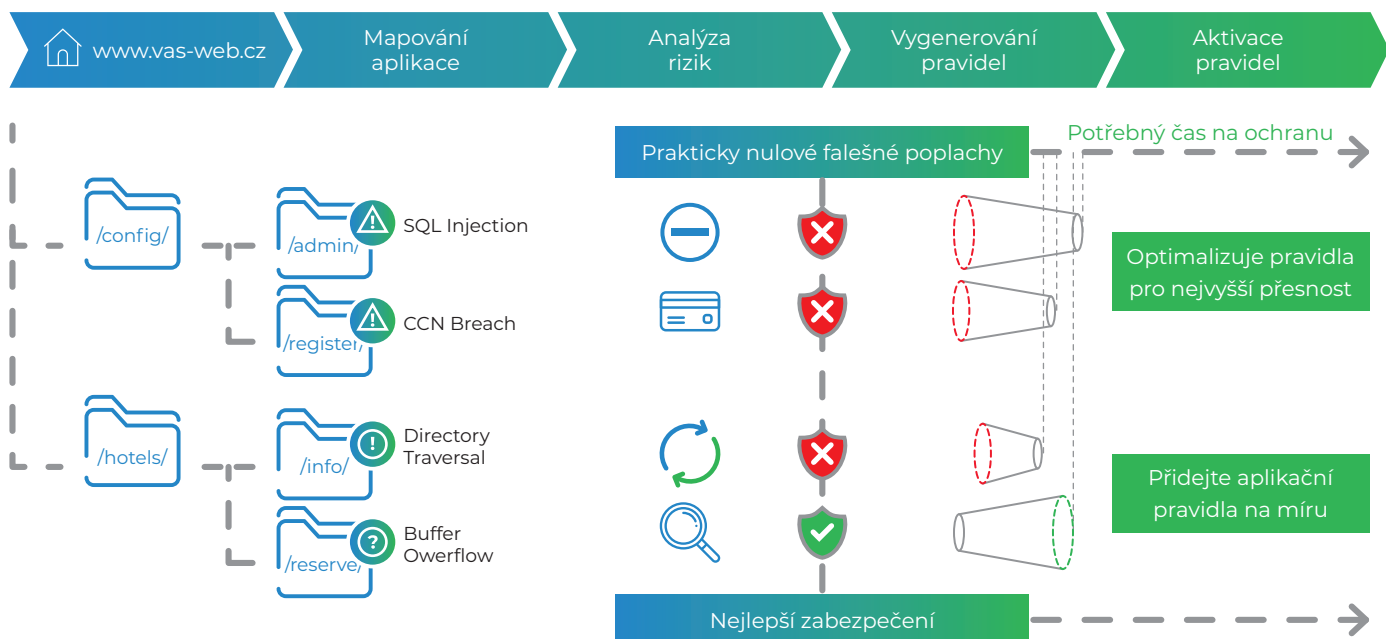 www.vas-web.cz
Mapování
aplikace
Analýza
rizik
Vygenerování
pravidel
Aktivace
pravidel
Prakticky nulové falešné poplachy
Potřebný čas na ochranu
/config/
/admin/
SQL Injection
/register/
CCN Breach
Optimalizuje pravidla
pro nejvyšší přesnost
/hotels/
/info/
Directory
Traversal
/reserve/
Buffer
Owerflow
Přidejte aplikační
pravidla na míru
Nejlepší zabezpečení